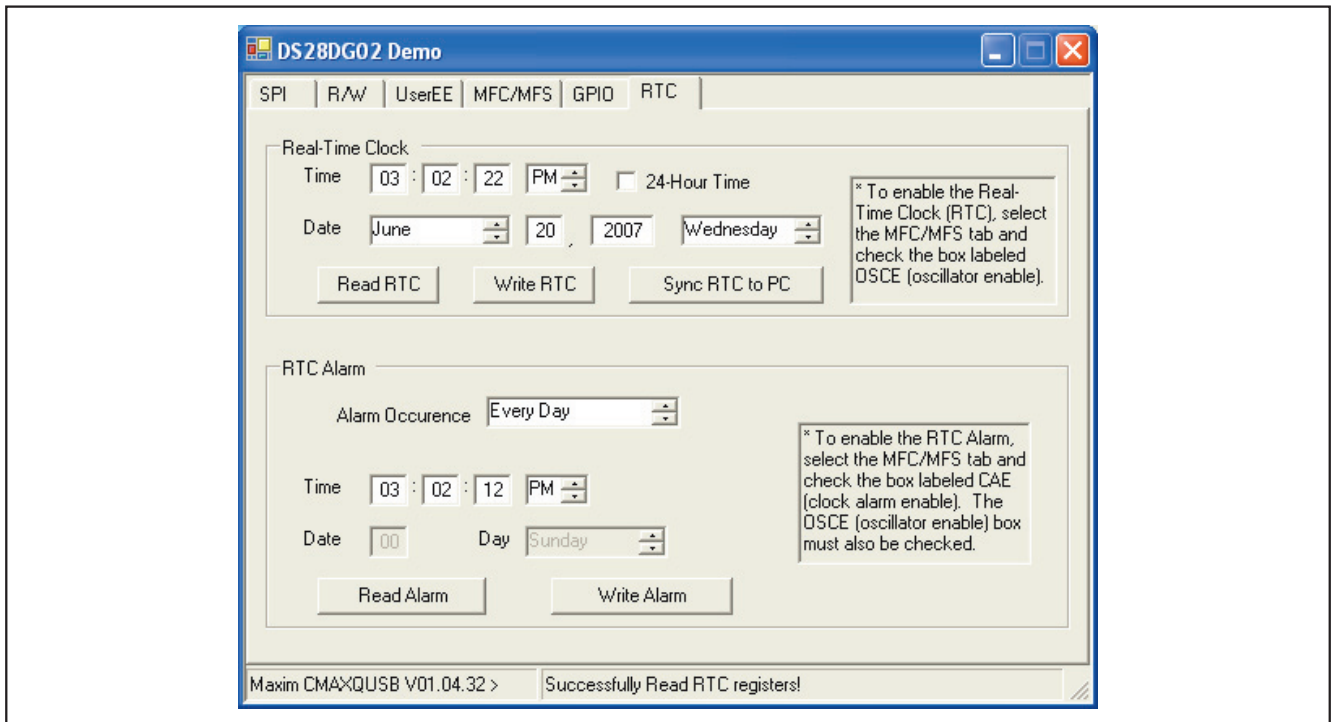 DS28DG02 Demo
SPI R/W UserEE MFC/MFS GPIO RTC
Real-Time Clock
Time 03 : 02 : 22 PM 24-Hour Time
Date June 20 , 2007 Wednesday
Read RTC Write RTC Sync RTC to PC
* To enable the Real-
Time Clock (RTC), select
the MFC/MFS tab and
check the box labeled
OSCE (oscillator enable).
RTC Alarm
Alarm Occurence Every Day
Time 03 : 02 : 12 PM
Date 00 Day Sunday
Read Alarm Write Alarm
* To enable the RTC Alarm,
select the MFC/MFS tab and
check the box labeled CAE
(clock alarm enable). The
OSCE (oscillator enable) box
must also be checked.
Maxim CMAXQUSB V01.04.32 > Successfully Read RTC registers!